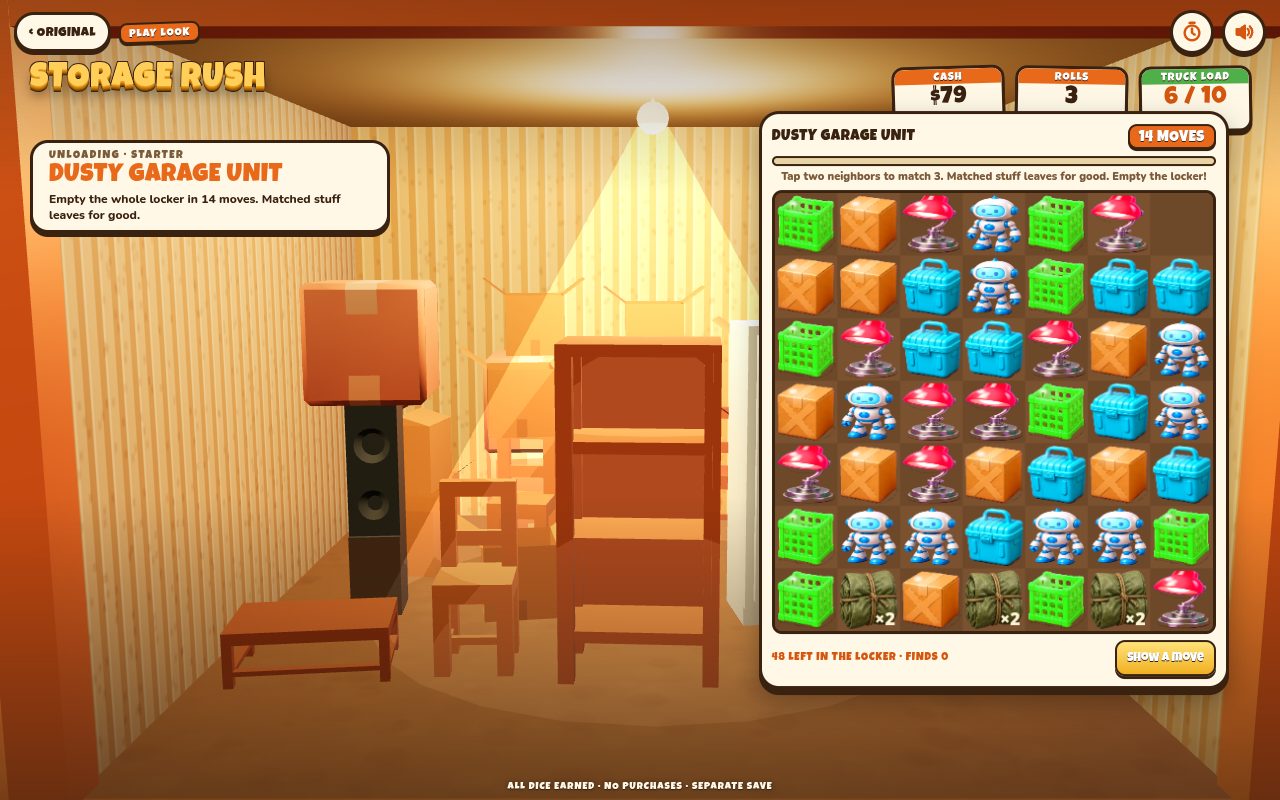 ‹ ORIGINAL
PLAY LOOK
STORAGE RUSH
CASH
$79
ROLLS
3
TRUCK LOAD
6 / 10
UNLOADING · STARTER
DUSTY GARAGE UNIT
Empty the whole locker in 14 moves. Matched stuff
leaves for good.
DUSTY GARAGE UNIT
14 MOVES
Tap two neighbors to match 3. Matched stuff leaves for good. Empty the locker!
×2
×2
×2
48 LEFT IN THE LOCKER · FINDS 0
SHOW A MOVE
ALL DICE EARNED · NO PURCHASES · SEPARATE SAVE